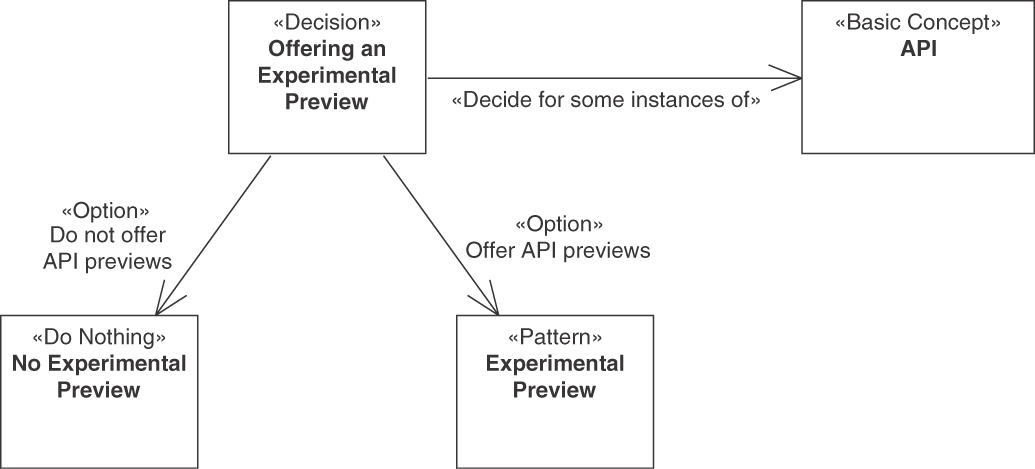 «Decision»
Offering an
Experimental
Preview
«Basic Concept»
API
«Decide for some instances of»
«Option»
Do not offer
API previews
«Option»
Offer API previews
«Do Nothing»
No Experimental
Preview
«Pattern»
Experimental
Preview